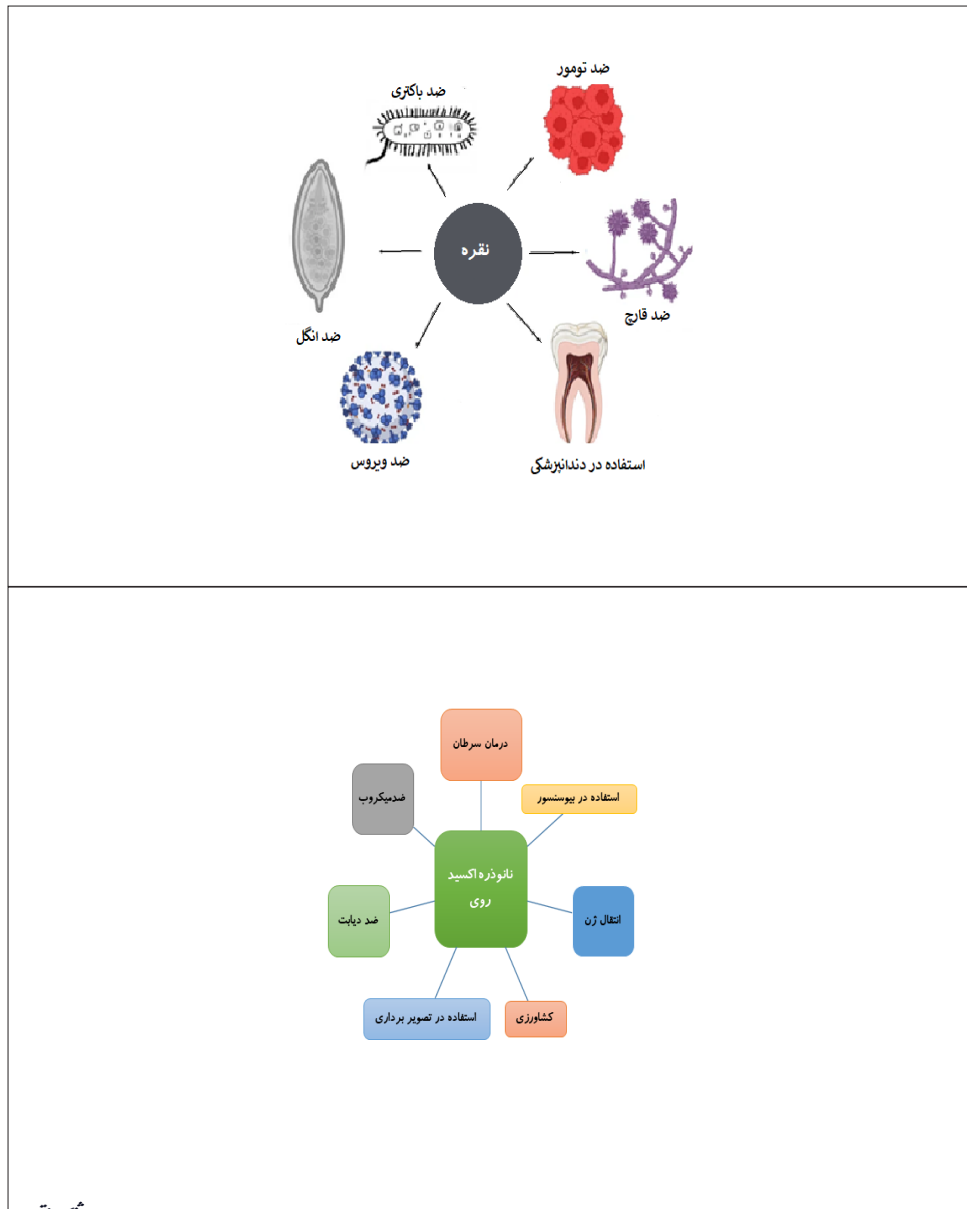 ضد تومور
ضد باکتری
نقره
ضد قارچ
ضد انگل
ضد ویروس
استفاده در دندانپزشکی
درمان سرطان
استفاده در بیوسنسور
ضدمیکروب
نانوذره اکسید
روی
انتقال ژن
ضد دیابت
کشاورزی
استفاده در تصویر برداری